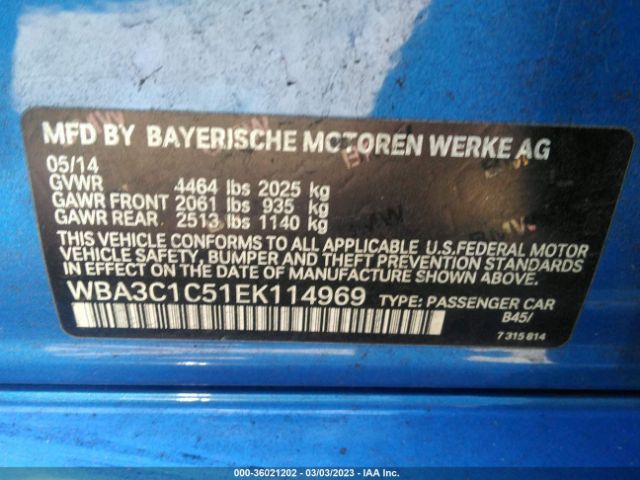 MFD BY BAYERISCHE MOTOREN WERKE AG
05/14
GVWR 4464 lbs 2025 kg
GAWR FRONT 2061 lbs 935 kg
GAWR REAR 2513 lbs 1140 kg
THIS VEHICLE CONFORMS TO ALL APPLICABLE U.S.FEDERAL MOTOR
VEHICLE SAFETY, BUMPER AND THEFT PREVENTION STANDARDS
IN EFFECT ON THE DATE OF MANUFACTURE SHOWN ABOVE.
WBA3C1C51EK114969 TYPE: PASSENGER CAR
B45/
7 315 814
BMW
BMW
BMW
000-36021202 - 03/03/2023 - IAA Inc.